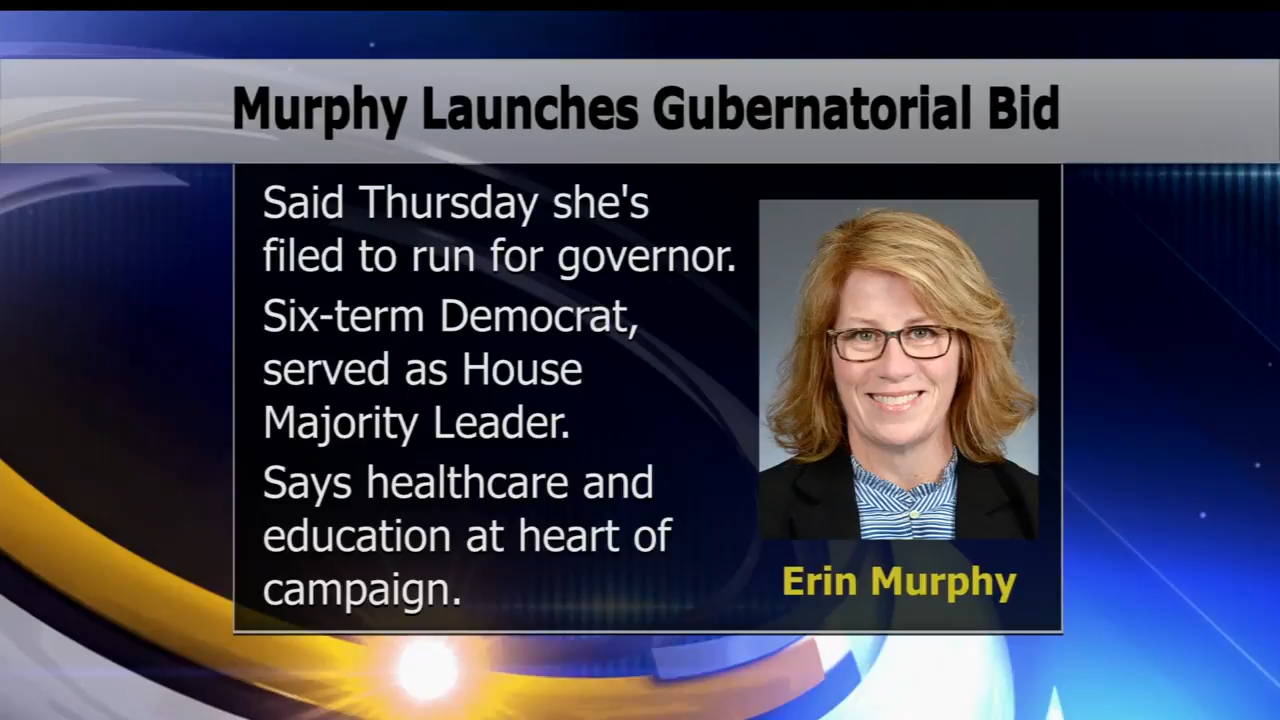 Murphy Launches Gubernatorial Bid
Said Thursday she's
filed to run for governor.
Six-term Democrat,
served as House
Majority Leader.
Says healthcare and
education at heart of
campaign.
Erin Murphy